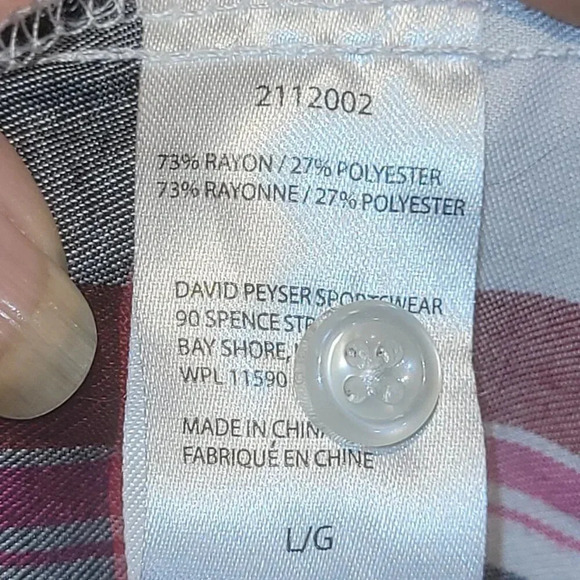 2112002
73% RAYON / 27% POLYESTER
73% RAYONNE / 27% POLYESTER
DAVID PEYSER SPORTSWEAR
90 SPENCE
BAY SHORE,
WPL 11590
MADE IN CHINA
FABRIQUÉ EN CHINE
L/G